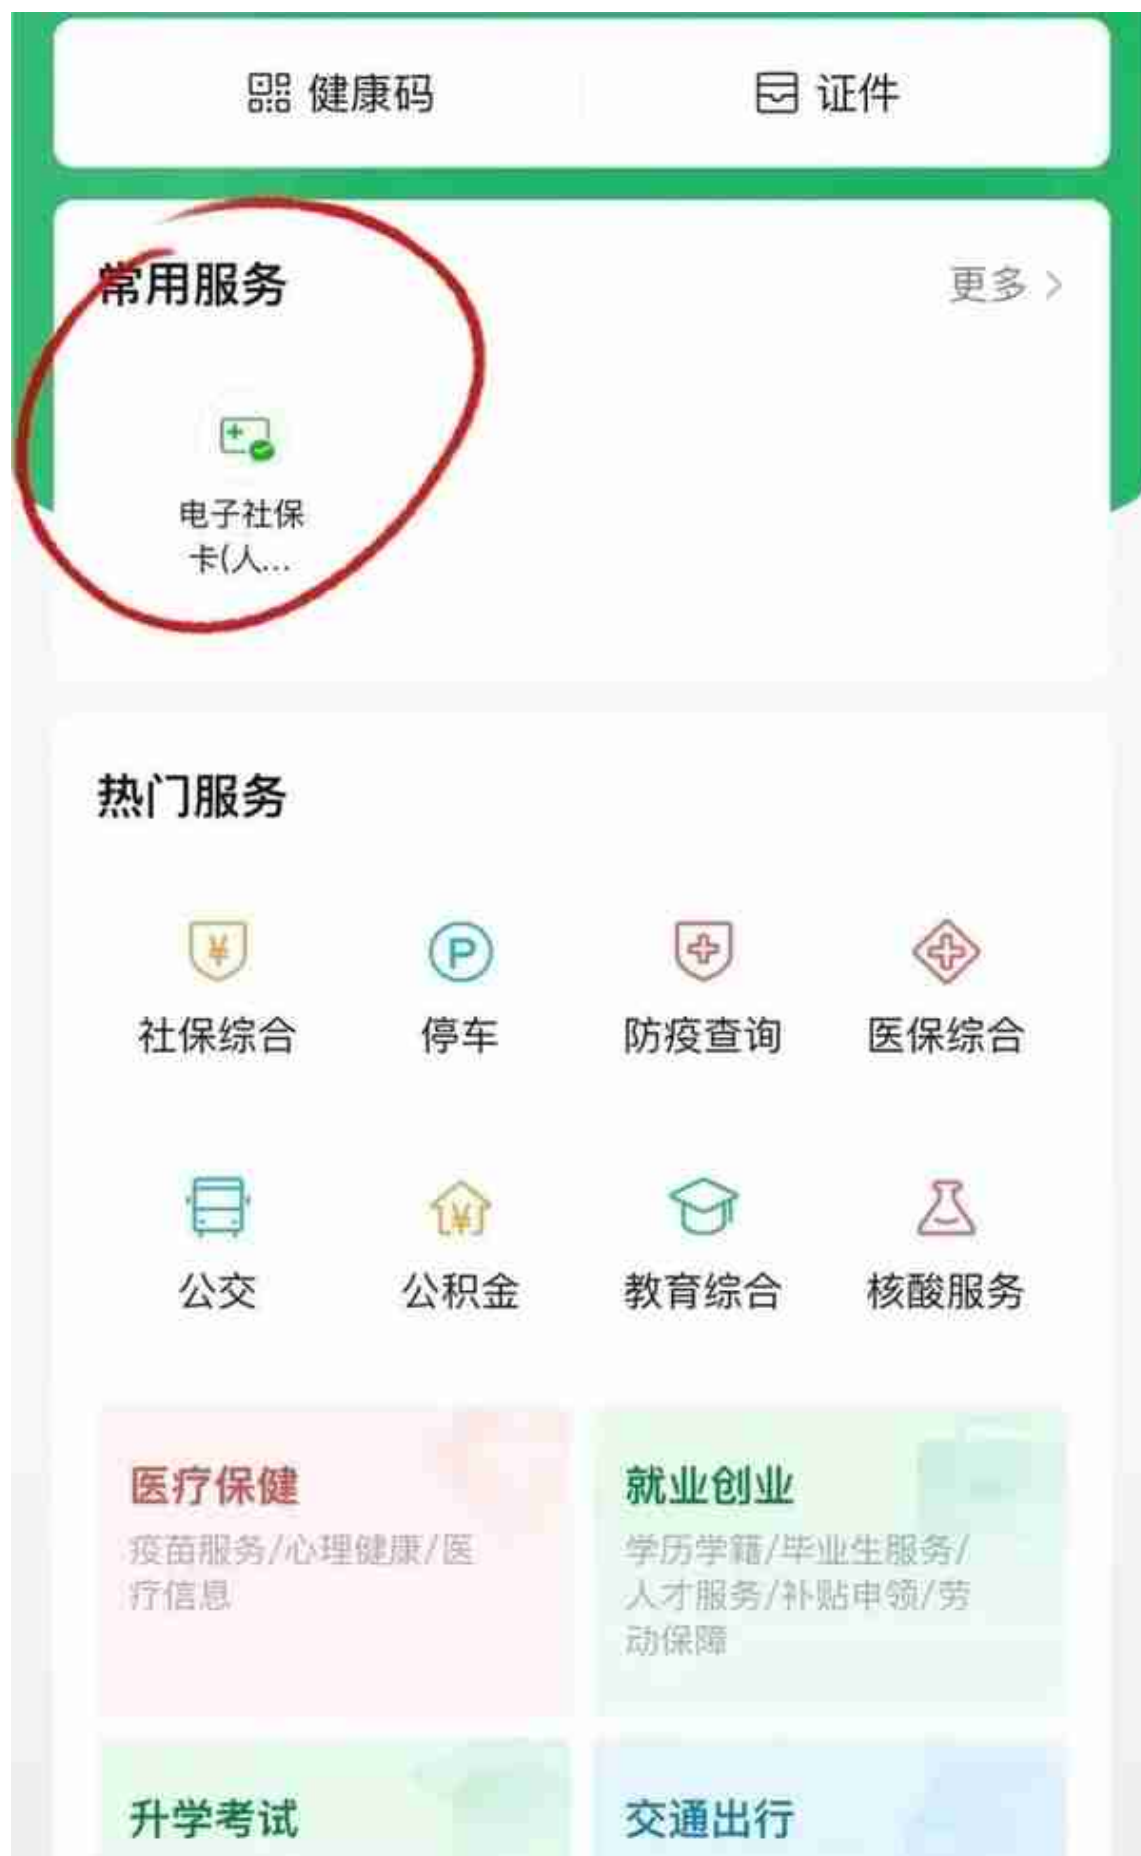 健康码 证件
常用服务 更多 >
电子社保
卡(人...
热门服务
社保综合 停车 防疫查询 医保综合
公交 公积金 教育综合 核酸服务
医疗保健 就业创业
疫苗服务/心理健康/医
疗信息
学历学籍/毕业生服务/
人才服务/补贴申领/劳
动保障
升学考试 交通出行